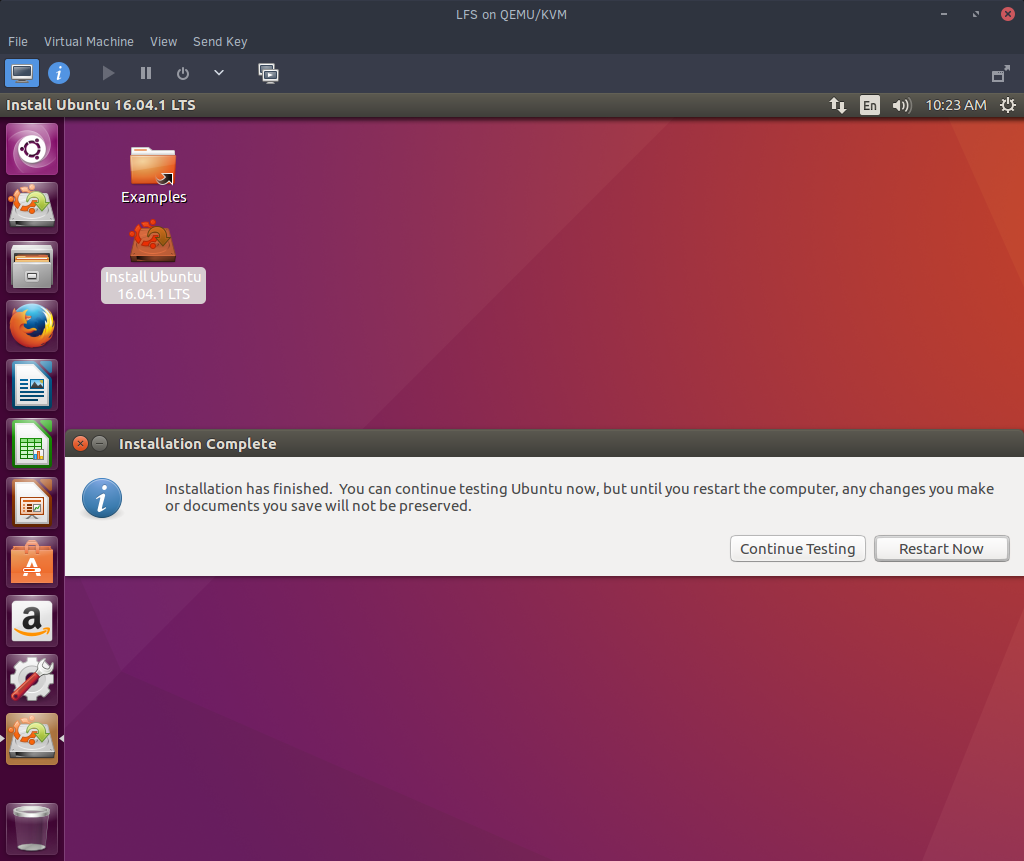 LFS on QEMU/KVM
File Virtual Machine View Send Key
i
Install Ubuntu 16.04.1 LTS En 10:23 AM
Examples
Install Ubuntu
16.04.1 LTS
A
a
Installation Complete
i
Installation has finished. You can continue testing Ubuntu now, but until you restart the computer, any changes you make
or documents you save will not be preserved.
Continue Testing Restart Now